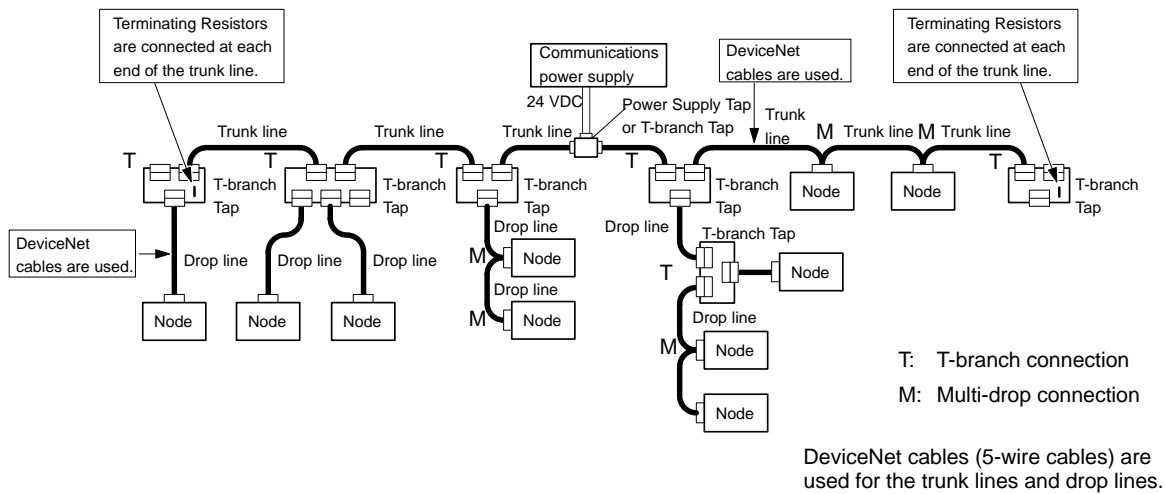 Terminating Resistors
are connected at each
end of the trunk line.
Communications
power supply
DeviceNet
cables are used.
Terminating Resistors
are connected at each
end of the trunk line.
24 VDC
Power Supply Tap
or T-branch Tap
Trunk line
Trunk line
Trunk line
Trunk
line
M
Trunk line
M
Trunk line
T
T
T
T
T
T-branch
Tap
T-branch
Tap
T-branch
Tap
T-branch
Tap
Node
Node
T-branch
Tap
DeviceNet
cables are used.
Drop line
Drop line
Drop line
Drop line
M
Node
Drop line
M
Node
Node
Node
Node
Drop line
T-branch Tap
T
Node
Drop line
M
Node
Node
T: T-branch connection
M: Multi-drop connection
DeviceNet cables (5-wire cables) are
used for the trunk lines and drop lines.